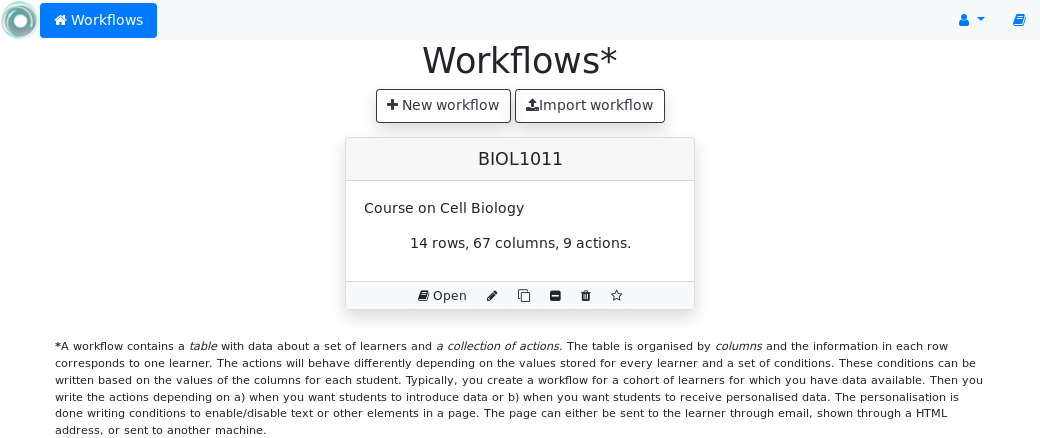 Workflows
Workflows*
New workflow
Import workflow
BIOL1011
Course on Cell Biology
14 rows, 67 columns, 9 actions.
Open
*A workflow contains a table with data about a set of learners and a collection of actions. The table is organised by columns and the information in each row
corresponds to one learner. The actions will behave differently depending on the values stored for every learner and a set of conditions. These conditions can be
written based on the values of the columns for each student. Typically, you create a workflow for a cohort of learners for which you have data available. Then you
write the actions depending on a) when you want students to introduce data or b) when you want students to receive personalised data. The personalisation is
done writing conditions to enable/disable text or other elements in a page. The page can either be sent to the learner through email, shown through a HTML
address, or sent to another machine.